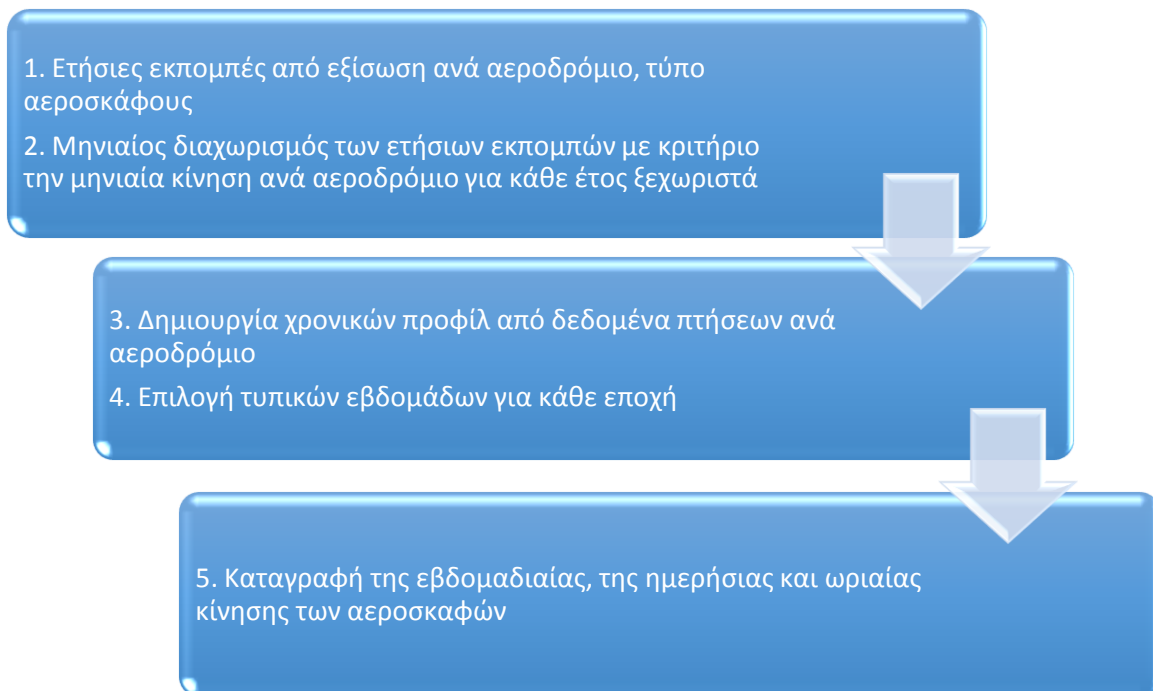 1. Ετήσιες εκπομπές από εξίσωση ανά αεροδρόμιο, τύπο
αεροσκάφους
2. Μηνιαίος διαχωρισμός των ετήσιων εκπομπών με κριτήριο
την μηνιαία κίνηση ανά αεροδρόμιο για κάθε έτος ξεχωριστά
3. Δημιουργία χρονικών προφίλ από δεδομένα πτήσεων ανά
αεροδρόμιο
4. Επιλογή τυπικών εβδομάδων για κάθε εποχή
5. Καταγραφή της εβδομαδιαίας, της ημερήσιας και ωριαίας
κίνησης των αεροσκαφών